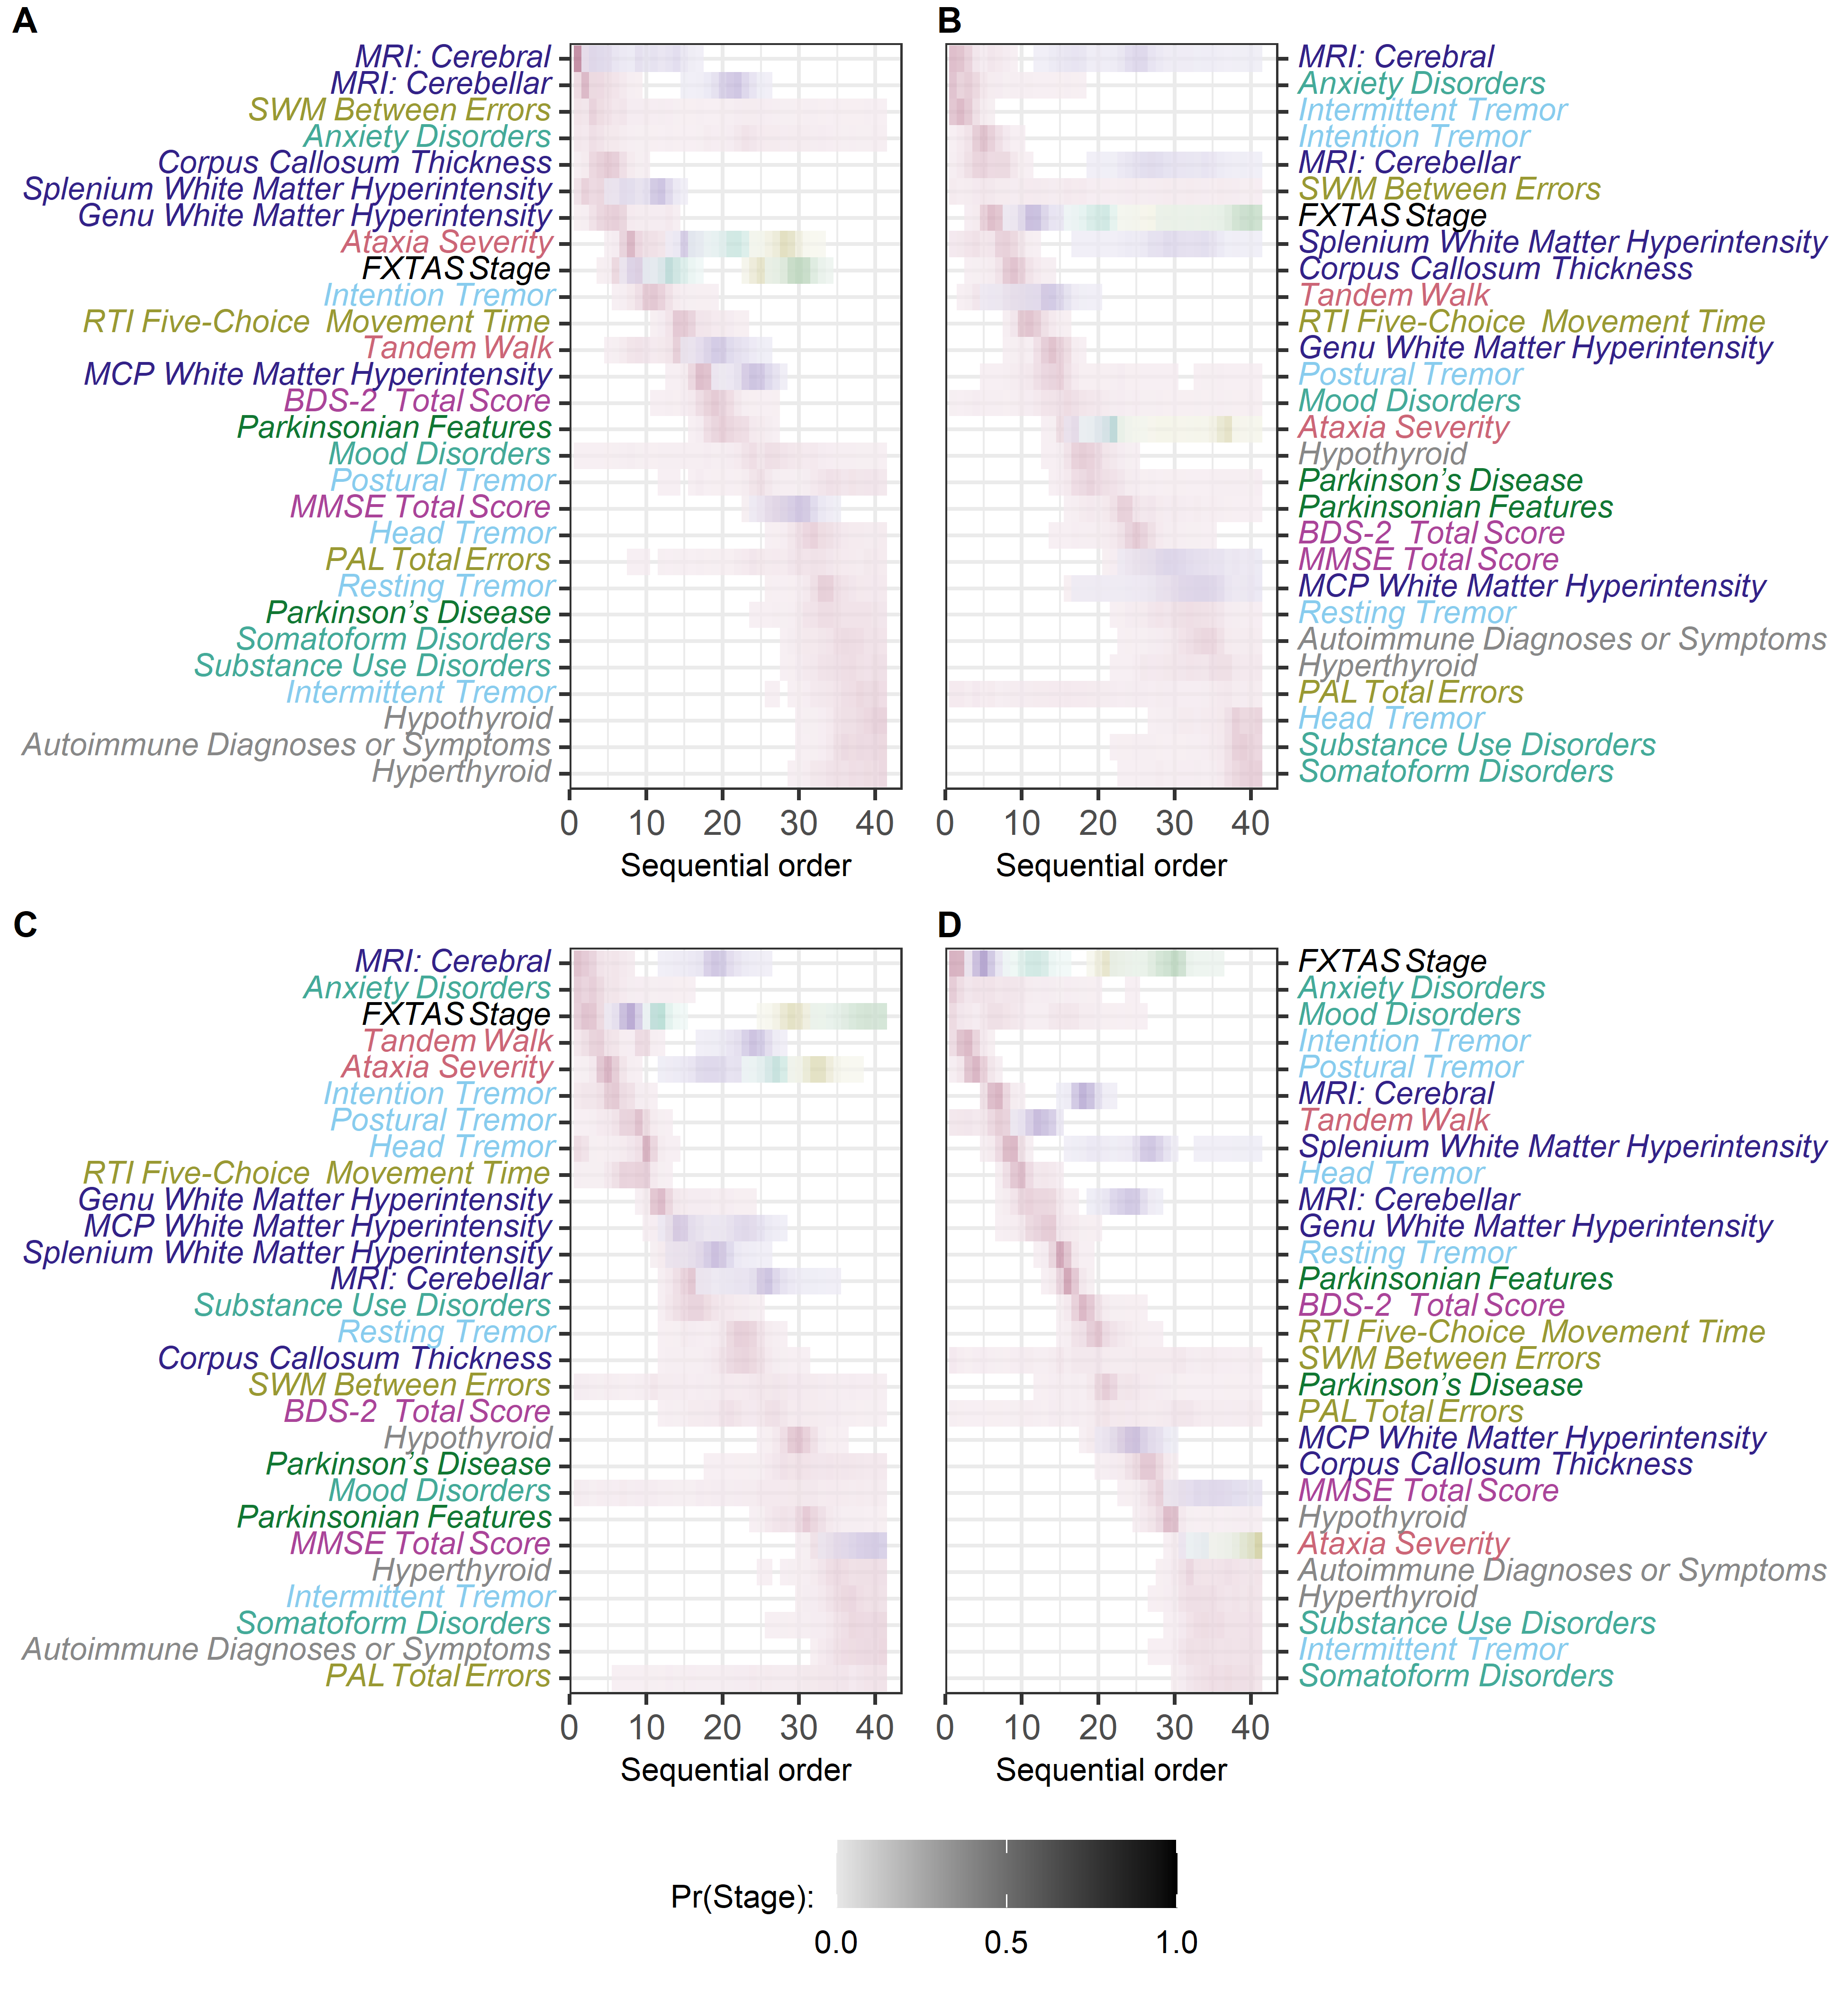 A
MRI: Cerebral
MRI: Cerebellar
SWM Between Errors
Anxiety Disorders
Corpus Callosum Thickness
Splenium White Matter Hyperintensity
Genu White Matter Hyperintensity
Ataxia Severity
FXTAS Stage
Intention Tremor
RTI Five-Choice Movement Time
Tandem Walk
MCP White Matter Hyperintensity
BDS-2 Total Score
Parkinsonian Features
Mood Disorders
Postural Tremor
MMSE Total Score
Head Tremor
PAL Total Errors
Resting Tremor
Parkinson's Disease
Somatoform Disorders
Substance Use Disorders
Intermittent Tremor
Hypothyroid
Autoimmune Diagnoses or Symptoms
Hyperthyroid
0 10 20 30 40
Sequential order
B
MRI: Cerebral
Anxiety Disorders
Intermittent Tremor
Intention Tremor
MRI: Cerebellar
SWM Between Errors
FXTAS Stage
Splenium White Matter Hyperintensity
Corpus Callosum Thickness
Tandem Walk
RTI Five-Choice Movement Time
Genu White Matter Hyperintensity
Postural Tremor
Mood Disorders
Ataxia Severity
Hypothyroid
Parkinson's Disease
Parkinsonian Features
BDS-2 Total Score
MMSE Total Score
MCP White Matter Hyperintensity
Resting Tremor
Autoimmune Diagnoses or Symptoms
Hyperthyroid
PAL Total Errors
Head Tremor
Substance Use Disorders
Somatoform Disorders
0 10 20 30 40
Sequential order
C
MRI: Cerebral
Anxiety Disorders
FXTAS Stage
Tandem Walk
Ataxia Severity
Intention Tremor
Postural Tremor
Head Tremor
RTI Five-Choice Movement Time
Genu White Matter Hyperintensity
MCP White Matter Hyperintensity
Splenium White Matter Hyperintensity
MRI: Cerebellar
Substance Use Disorders
Resting Tremor
Corpus Callosum Thickness
SWM Between Errors
BDS-2 Total Score
Hypothyroid
Parkinson's Disease
Mood Disorders
Parkinsonian Features
MMSE Total Score
Hyperthyroid
Intermittent Tremor
Somatoform Disorders
Autoimmune Diagnoses or Symptoms
PAL Total Errors
0 10 20 30 40
Sequential order
D
FXTAS Stage
Anxiety Disorders
Mood Disorders
Intention Tremor
Postural Tremor
MRI: Cerebral
Tandem Walk
Splenium White Matter Hyperintensity
Head Tremor
MRI: Cerebellar
Genu White Matter Hyperintensity
Resting Tremor
Parkinsonian Features
BDS-2 Total Score
RTI Five-Choice Movement Time
SWM Between Errors
Parkinson's Disease
PAL Total Errors
MCP White Matter Hyperintensity
Corpus Callosum Thickness
MMSE Total Score
Hypothyroid
Ataxia Severity
Autoimmune Diagnoses or Symptoms
Hyperthyroid
Substance Use Disorders
Intermittent Tremor
Somatoform Disorders
0 10 20 30 40
Sequential order
Pr(Stage):
0.0 0.5 1.0